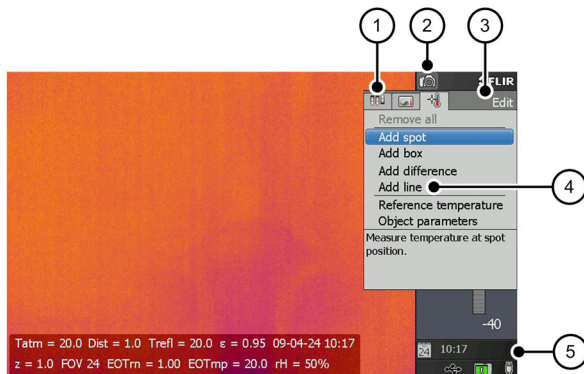 1
2
3
FLIR
Edit
Remove all
Add spot
Add box
Add difference
Add line
4
Reference temperature
Object parameters
Measure temperature at spot
position.
-40
Tatm = 20.0 Dist = 1.0 Trefl = 20.0 ε = 0.95 09-04-24 10:17
z = 1.0 FOV 24 EOTrn = 1.00 EOTmp = 20.0 rH = 50%
24
10:17
5